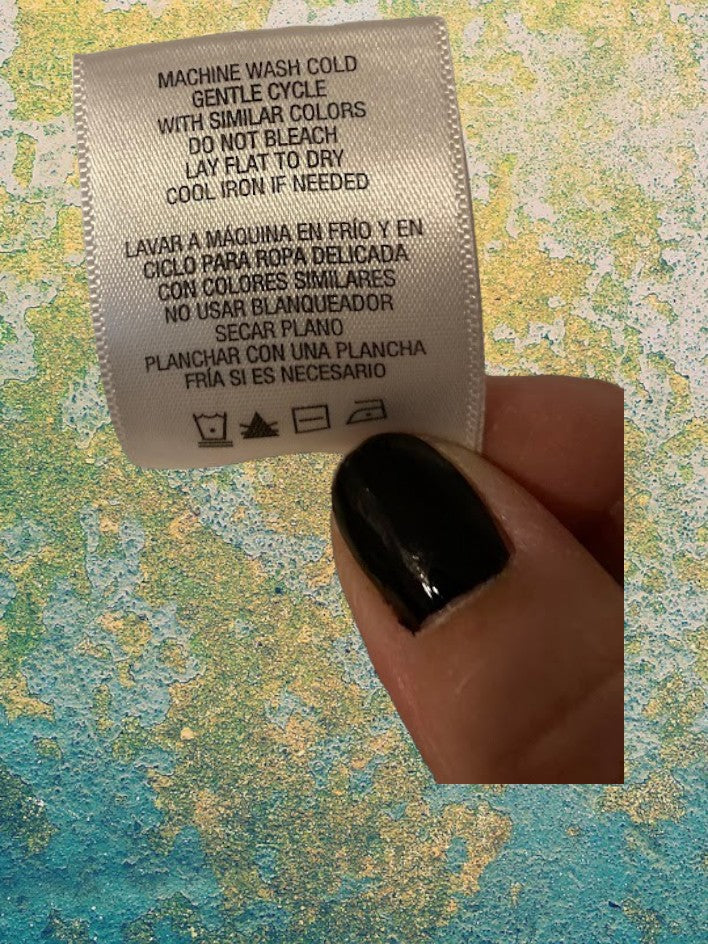 MACHINE WASH COLD
GENTLE CYCLE
WITH SIMILAR COLORS
DO NOT BLEACH
LAY FLAT TO DRY
COOL IRON IF NEEDED
LAVAR A MÁQUINA EN FRÍO Y EN
CICLO PARA ROPA DELICADA
CON COLORES SIMILARES
NO USAR BLANQUEADOR
SECAR PLANO
PLANCHAR CON UNA PLANCHA
FRÍA SI ES NECESARIO